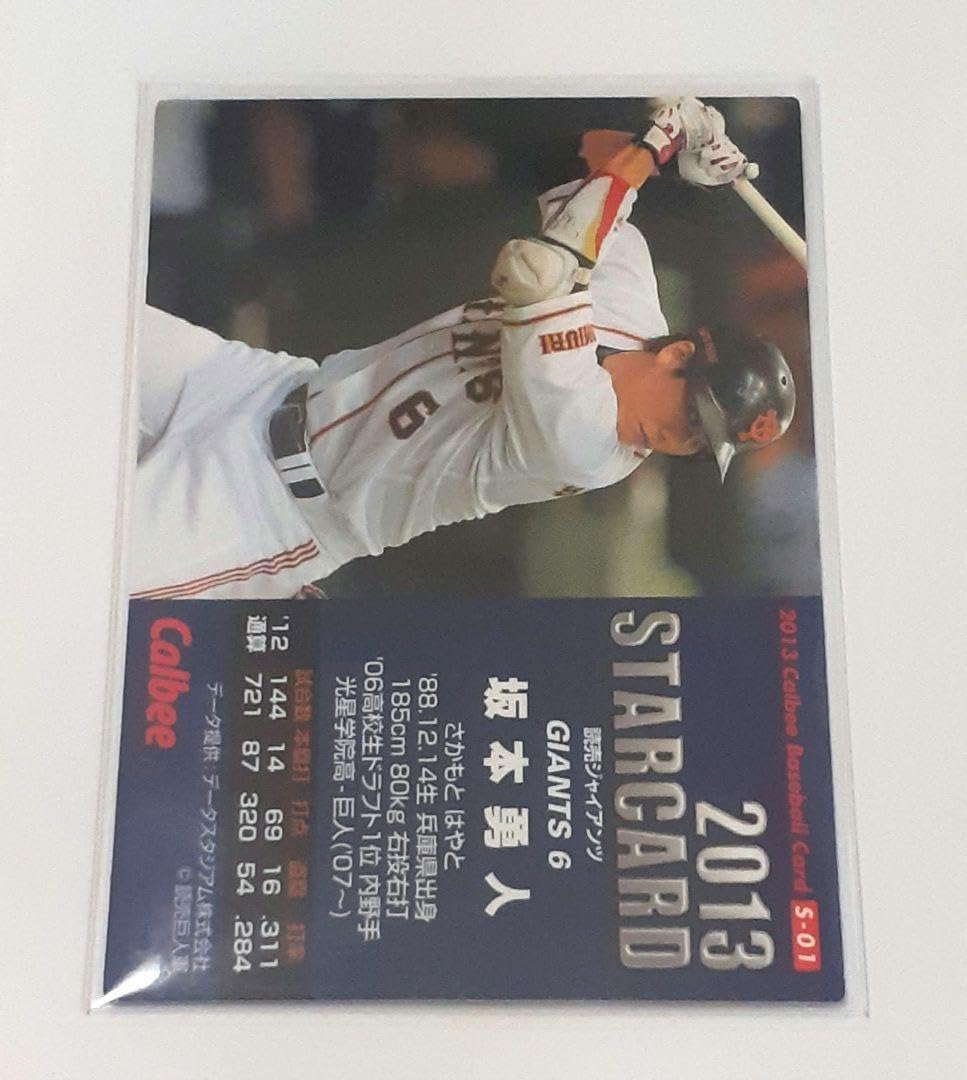 2013 Calbee Baseball Card S-01
2013
STARCARD
読売ジャイアンツ
GIANTS 6
坂本勇人
さかもと はやと
'88.12.14生 兵庫県出身
185cm 80kg 右投右打
'06高校生ドラフト1位 内野手
光星学院高-巨人('07〜)
試合数 本塁打 打点 盗塁 打率
'12 144 14 69 16 .311
通算 721 87 320 54 .284
データ提供:データスタジアム株式会社
© 読売巨人軍
Calbee
6